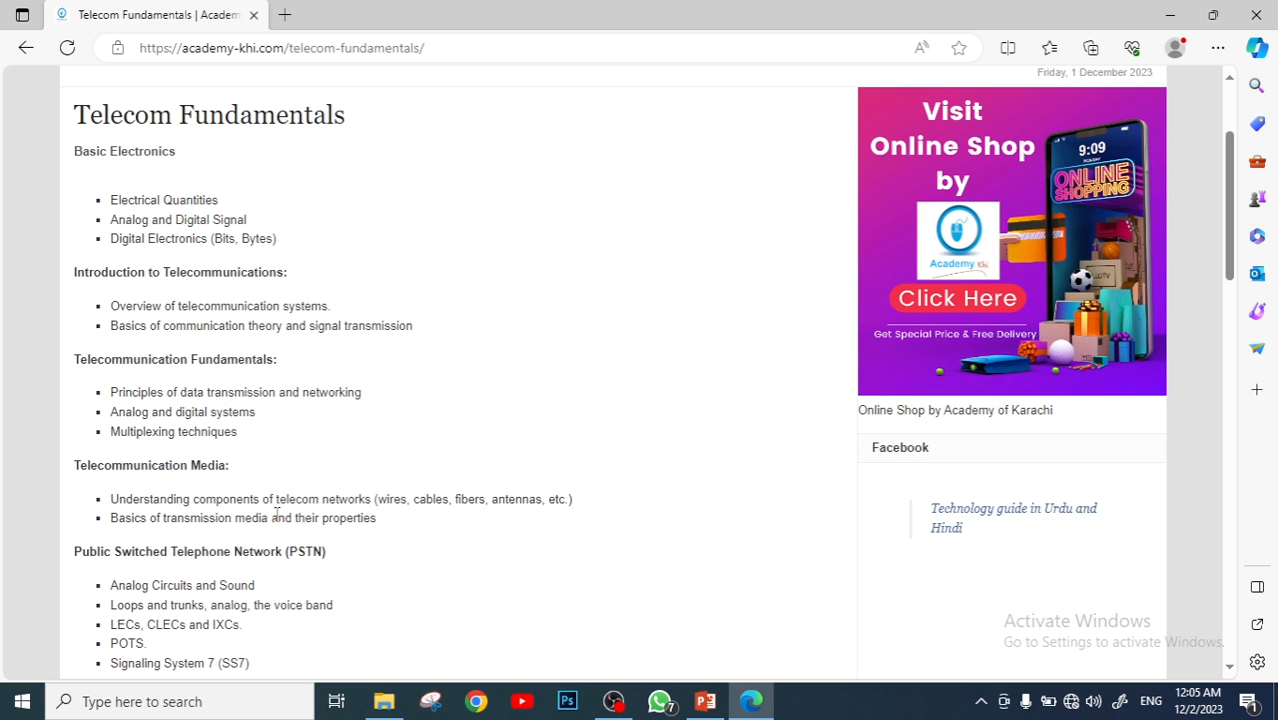 Telecom Fundamentals | Academ
https://academy-khi.com/telecom-fundamentals/
Friday, 1 December 2023
Telecom Fundamentals
Basic Electronics
Electrical Quantities
Analog and Digital Signal
Digital Electronics (Bits, Bytes)
Introduction to Telecommunications:
Overview of telecommunication systems.
Basics of communication theory and signal transmission
Telecommunication Fundamentals:
Principles of data transmission and networking
Analog and digital systems
Multiplexing techniques
Telecommunication Media:
Understanding components of telecom networks (wires, cables, fibers, antennas, etc.)
Basics of transmission media and their properties
Public Switched Telephone Network (PSTN)
Analog Circuits and Sound
Loops and trunks, analog, the voice band
LECs, CLECs and IXCs.
POTS.
Signaling System 7 (SS7)
Visit
Online Shop
by
9:09
MONDAY
ONLINE
SHOPPING
Academy
Click Here
Get Special Price & Free Delivery
Online Shop by Academy of Karachi
Facebook
Technology guide in Urdu and
Hindi
Activate Windows
Go to Settings to activate Windows.
Type here to search
Ps
7
ENG
12:05 AM
12/2/2023
1